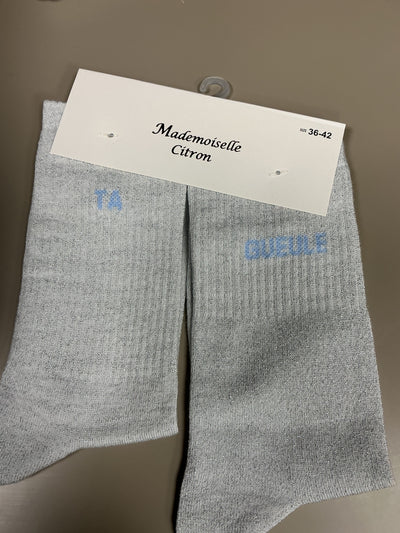 Mademoiselle
Citron
36-42
TA
GUEULE